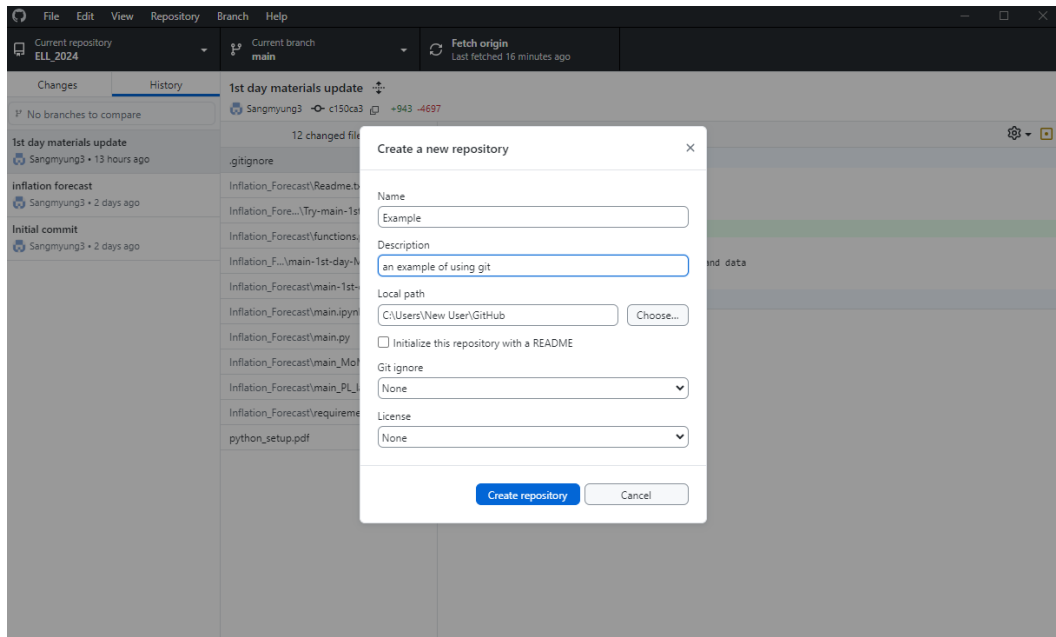 File Edit View Repository Branch Help
Current repository
ELL_2024
Current branch
main
Fetch origin
Last fetched 16 minutes ago
Changes History
No branches to compare
1st day materials update
Sangmyung3 • 13 hours ago
inflation forecast
Sangmyung3 • 2 days ago
Initial commit
Sangmyung3 • 2 days ago
1st day materials update
Sangmyung3 c150ca3 +943 -4697
12 changed file
.gitignore
Inflation_Forecast\Readme.tx
Inflation_Fore...\Try-main-1st
Inflation_Forecast\functions.
Inflation_F...\main-1st-day-M
Inflation_Forecast\main-1st-
Inflation_Forecast\main.ipyn
Inflation_Forecast\main.py
Inflation_Forecast\main_MoM
Inflation_Forecast\main_PL_I
Inflation_Forecast\requireme
python_setup.pdf
and data
Create a new repository
Name
Example
Description
an example of using git
Local path
C:\Users\New User\GitHub
Choose...
Initialize this repository with a README
Git ignore
None
License
None
Create repository Cancel